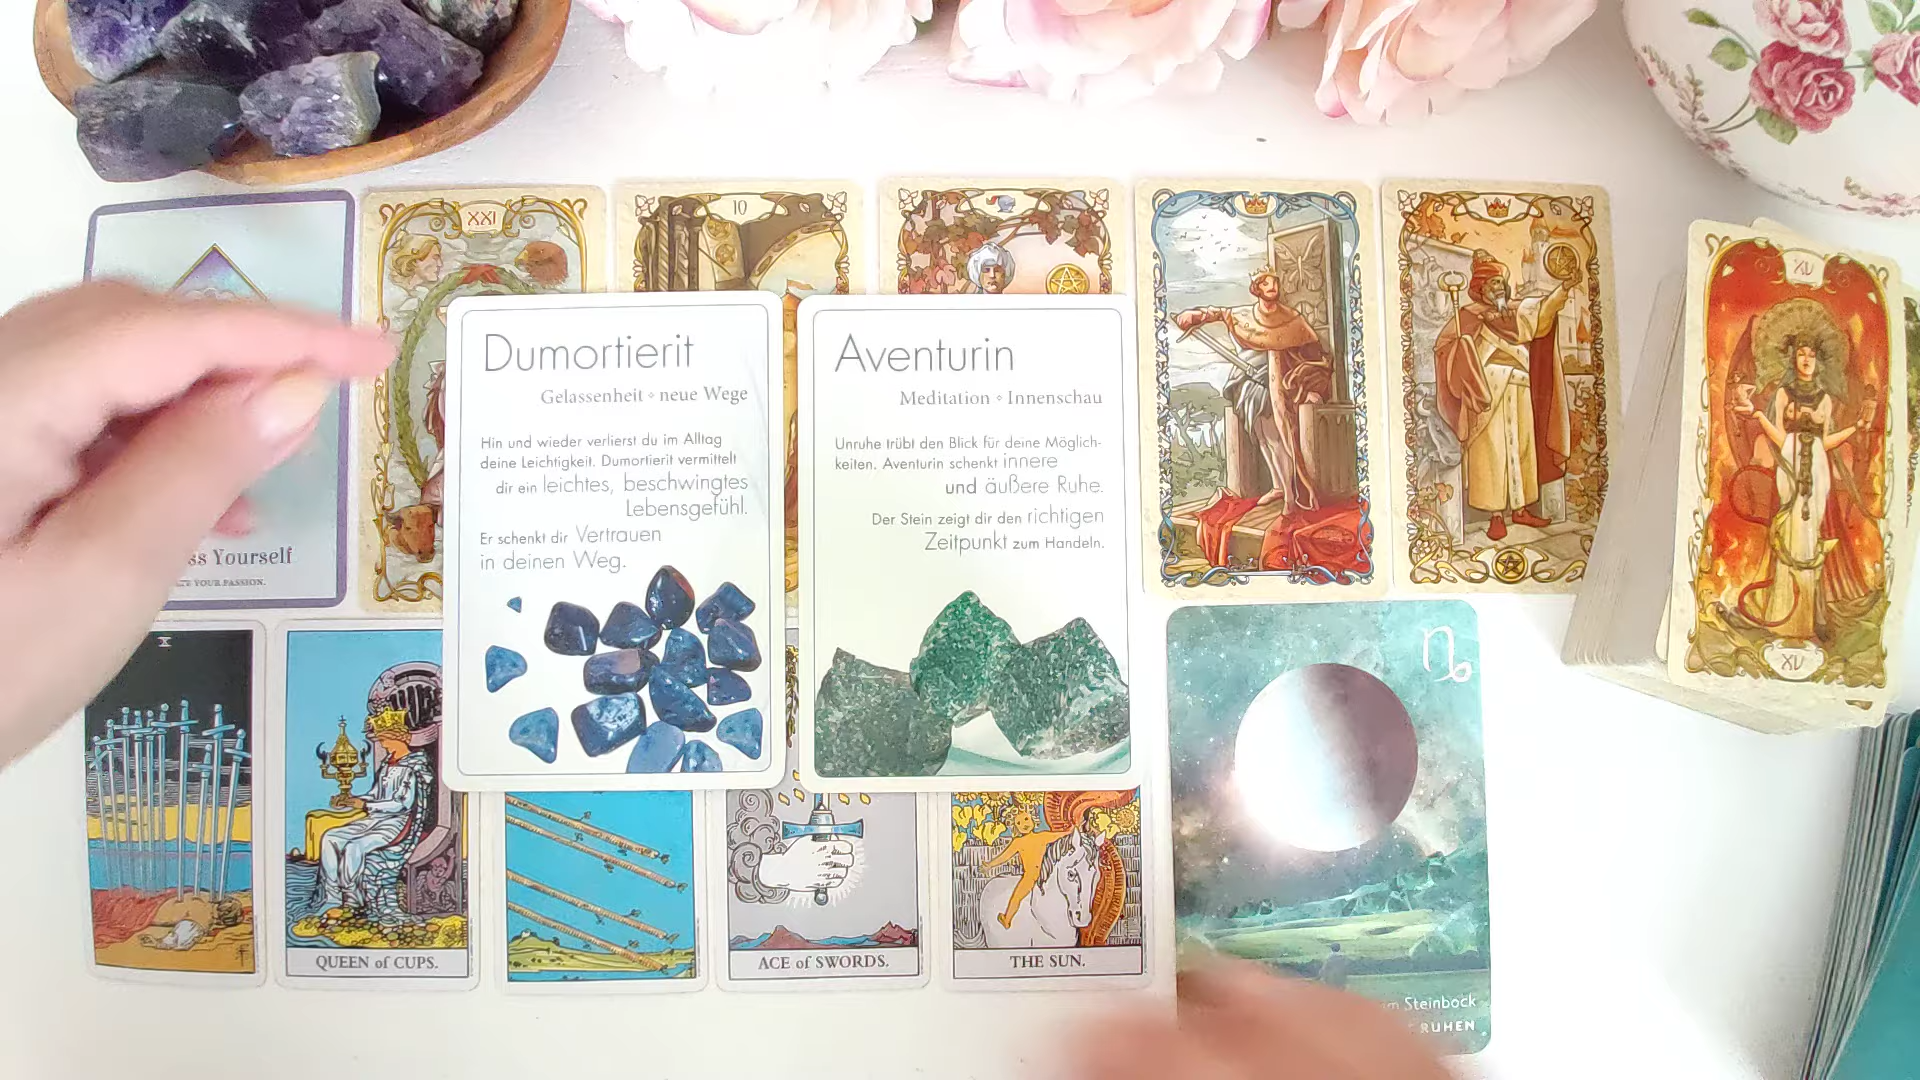 XXI
10
XV
Dumortierit
Gelassenheit ⋄ neue Wege
Hin und wieder verlierst du im Alltag
deine Leichtigkeit. Dumortierit vermittelt
dir ein leichtes, beschwingtes
Lebensgefühl.
Er schenkt dir Vertrauen
in deinen Weg.
Aventurin
Meditation ⋄ Innenschau
Unruhe trübt den Blick für deine Möglich-
keiten. Aventurin schenkt innere
und äußere Ruhe.
Der Stein zeigt dir den richtigen
Zeitpunkt zum Handeln.
Yourself
YOUR PASSION.
X
XV
QUEEN of CUPS.
ACE of SWORDS.
THE SUN.
Steinbock
RUHEN